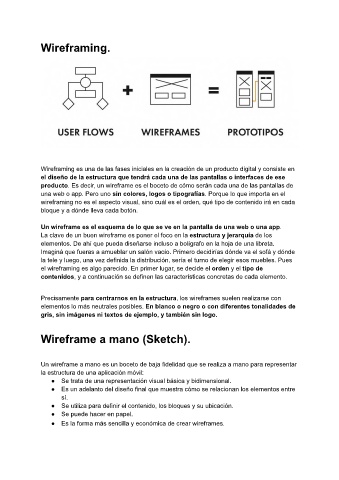 Wireframing.
+ =
USER FLOWS WIREFRAMES PROTOTIPOS
Wireframing es una de las fases iniciales en la creación de un producto digital y consiste en
el diseño de la estructura que tendrá cada una de las pantallas o interfaces de ese
producto. Es decir, un wireframe es el boceto de cómo serán cada una de las pantallas de
una web o app. Pero uno sin colores, logos o tipografías. Porque lo que importa en el
wireframing no es el aspecto visual, sino cuál es el orden, qué tipo de contenido irá en cada
bloque y a dónde lleva cada botón.
Un wireframe es el esquema de lo que se ve en la pantalla de una web o una app.
La clave de un buen wireframe es poner el foco en la estructura y jerarquía de los
elementos. De ahí que pueda diseñarse incluso a bolígrafo en la hoja de una libreta.
Imagina que fueras a amueblar un salón vacío. Primero decidirías dónde va el sofá y dónde
la tele y luego, una vez definida la distribución, sería el turno de elegir esos muebles. Pues
el wireframing es algo parecido. En primer lugar, se decide el orden y el tipo de
contenidos, y a continuación se definen las características concretas de cada elemento.
Precisamente para centrarnos en la estructura, los wireframes suelen realizarse con
elementos lo más neutrales posibles. En blanco o negro o con diferentes tonalidades de
gris, sin imágenes ni textos de ejemplo, y también sin logo.
Wireframe a mano (Sketch).
Un wireframe a mano es un boceto de baja fidelidad que se realiza a mano para representar
la estructura de una aplicación móvil:
● Se trata de una representación visual básica y bidimensional.
● Es un adelanto del diseño final que muestra cómo se relacionan los elementos entre
sí.
● Se utiliza para definir el contenido, los bloques y su ubicación.
● Se puede hacer en papel.
● Es la forma más sencilla y económica de crear wireframes.